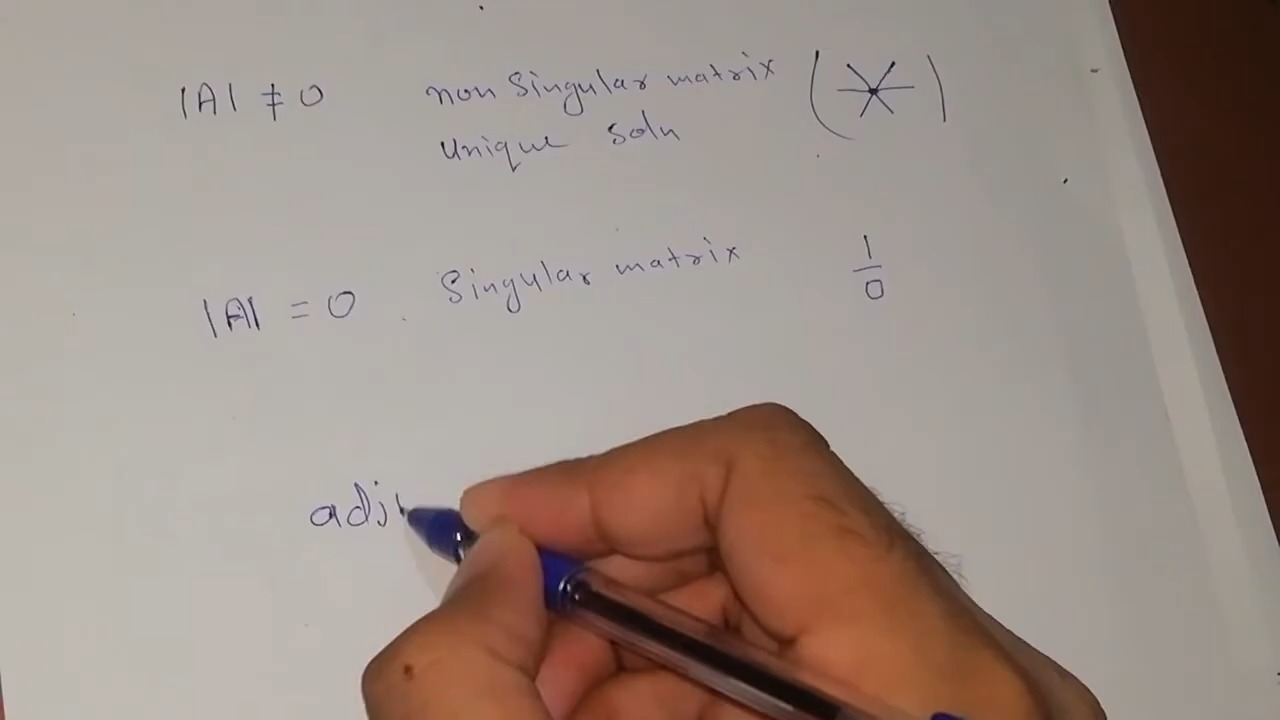 |A| ≠ 0 non Singular matrix
unique soln
|A| = 0 Singular matrix 1/0
adj